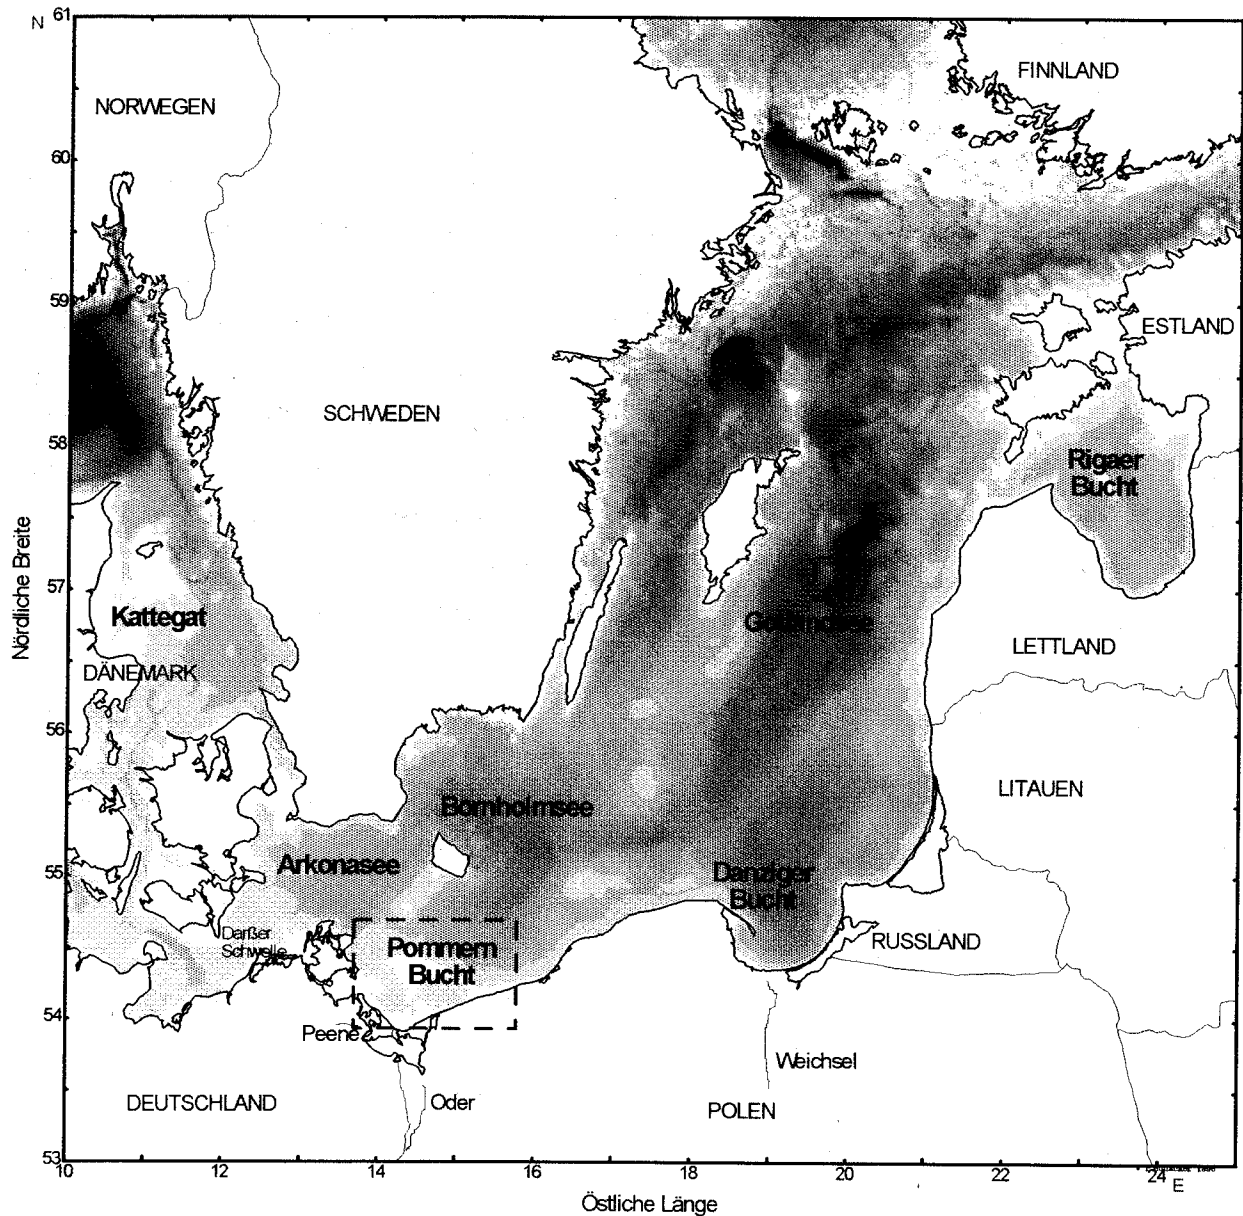 N
61
FINNLAND
NORWEGEN
60
59
ESTLAND
SCHWEDEN
58
Rigaer
Bucht
Nördliche Breite
57
Kattegat
Gotlandsee
LETTLAND
DÄNEMARK
56
LITAUEN
Bornholmsee
55
Arkonasee
Danziger
Bucht
Darßer
Schwelle
RUSSLAND
Pommern
Bucht
54
Peene
Weichsel
DEUTSCHLAND
Oder
POLEN
53
10
12
14
16
18
20
22
24
E
Östliche Länge